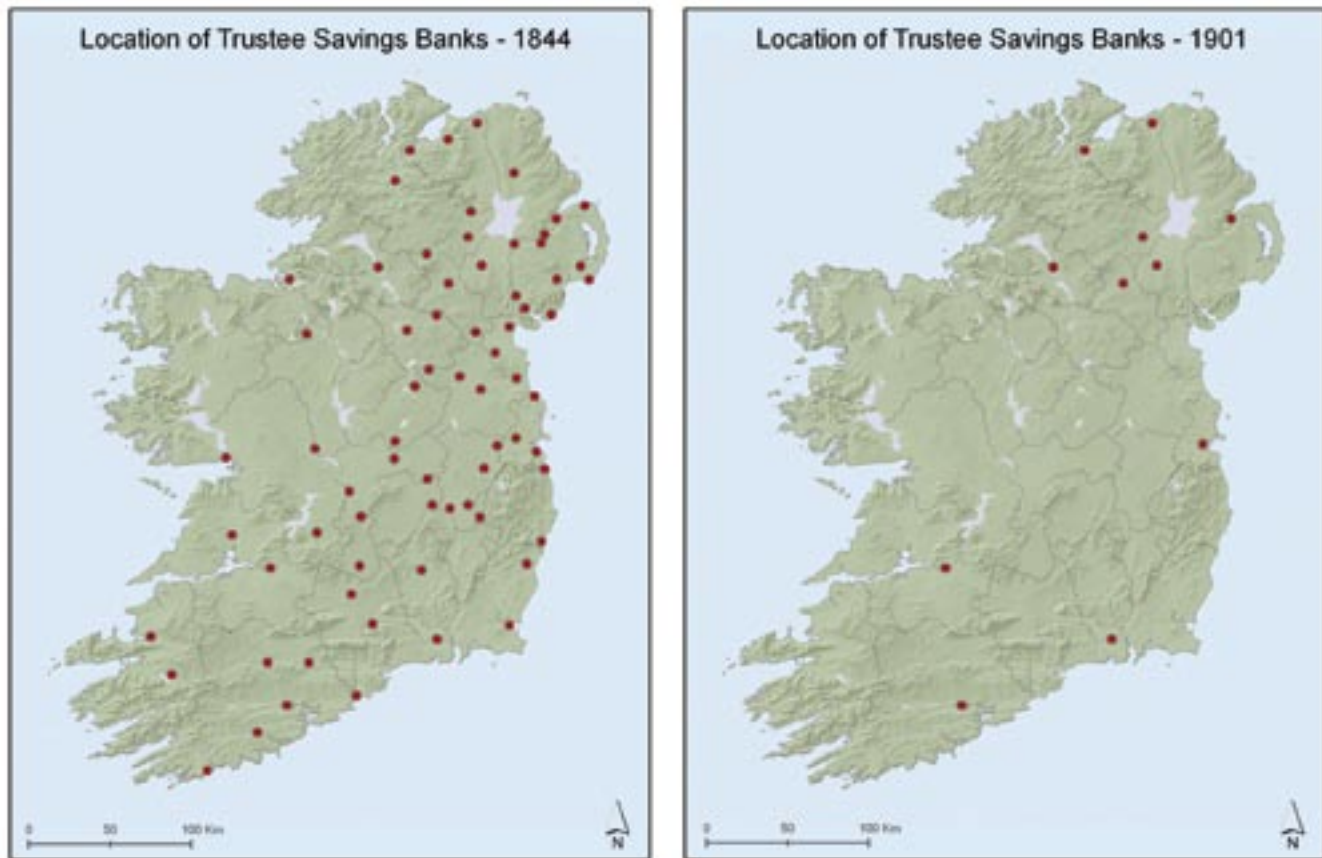 Location of Trustee Savings Banks - 1844
0 50 100 Km
N
Location of Trustee Savings Banks - 1901
0 50 100 Km
N